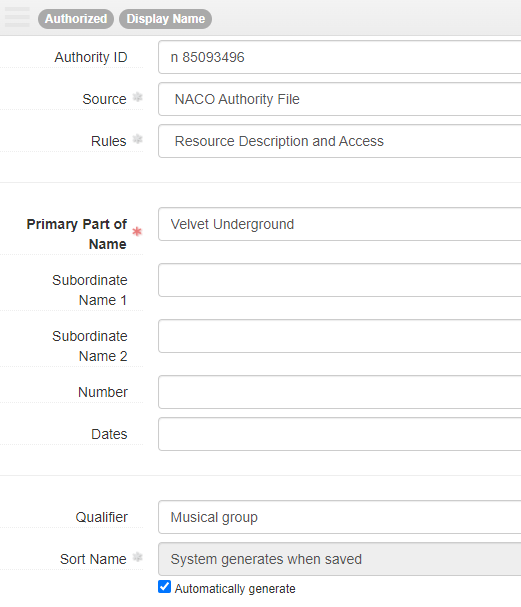 Authorized Display Name
Authority ID n 85093496
Source NACO Authority File
Rules Resource Description and Access
Primary Part of Velvet Underground
Name
Subordinate
Name 1
Subordinate
Name 2
Number
Dates
Qualifier Musical group
Sort Name System generates when saved
Automatically generate